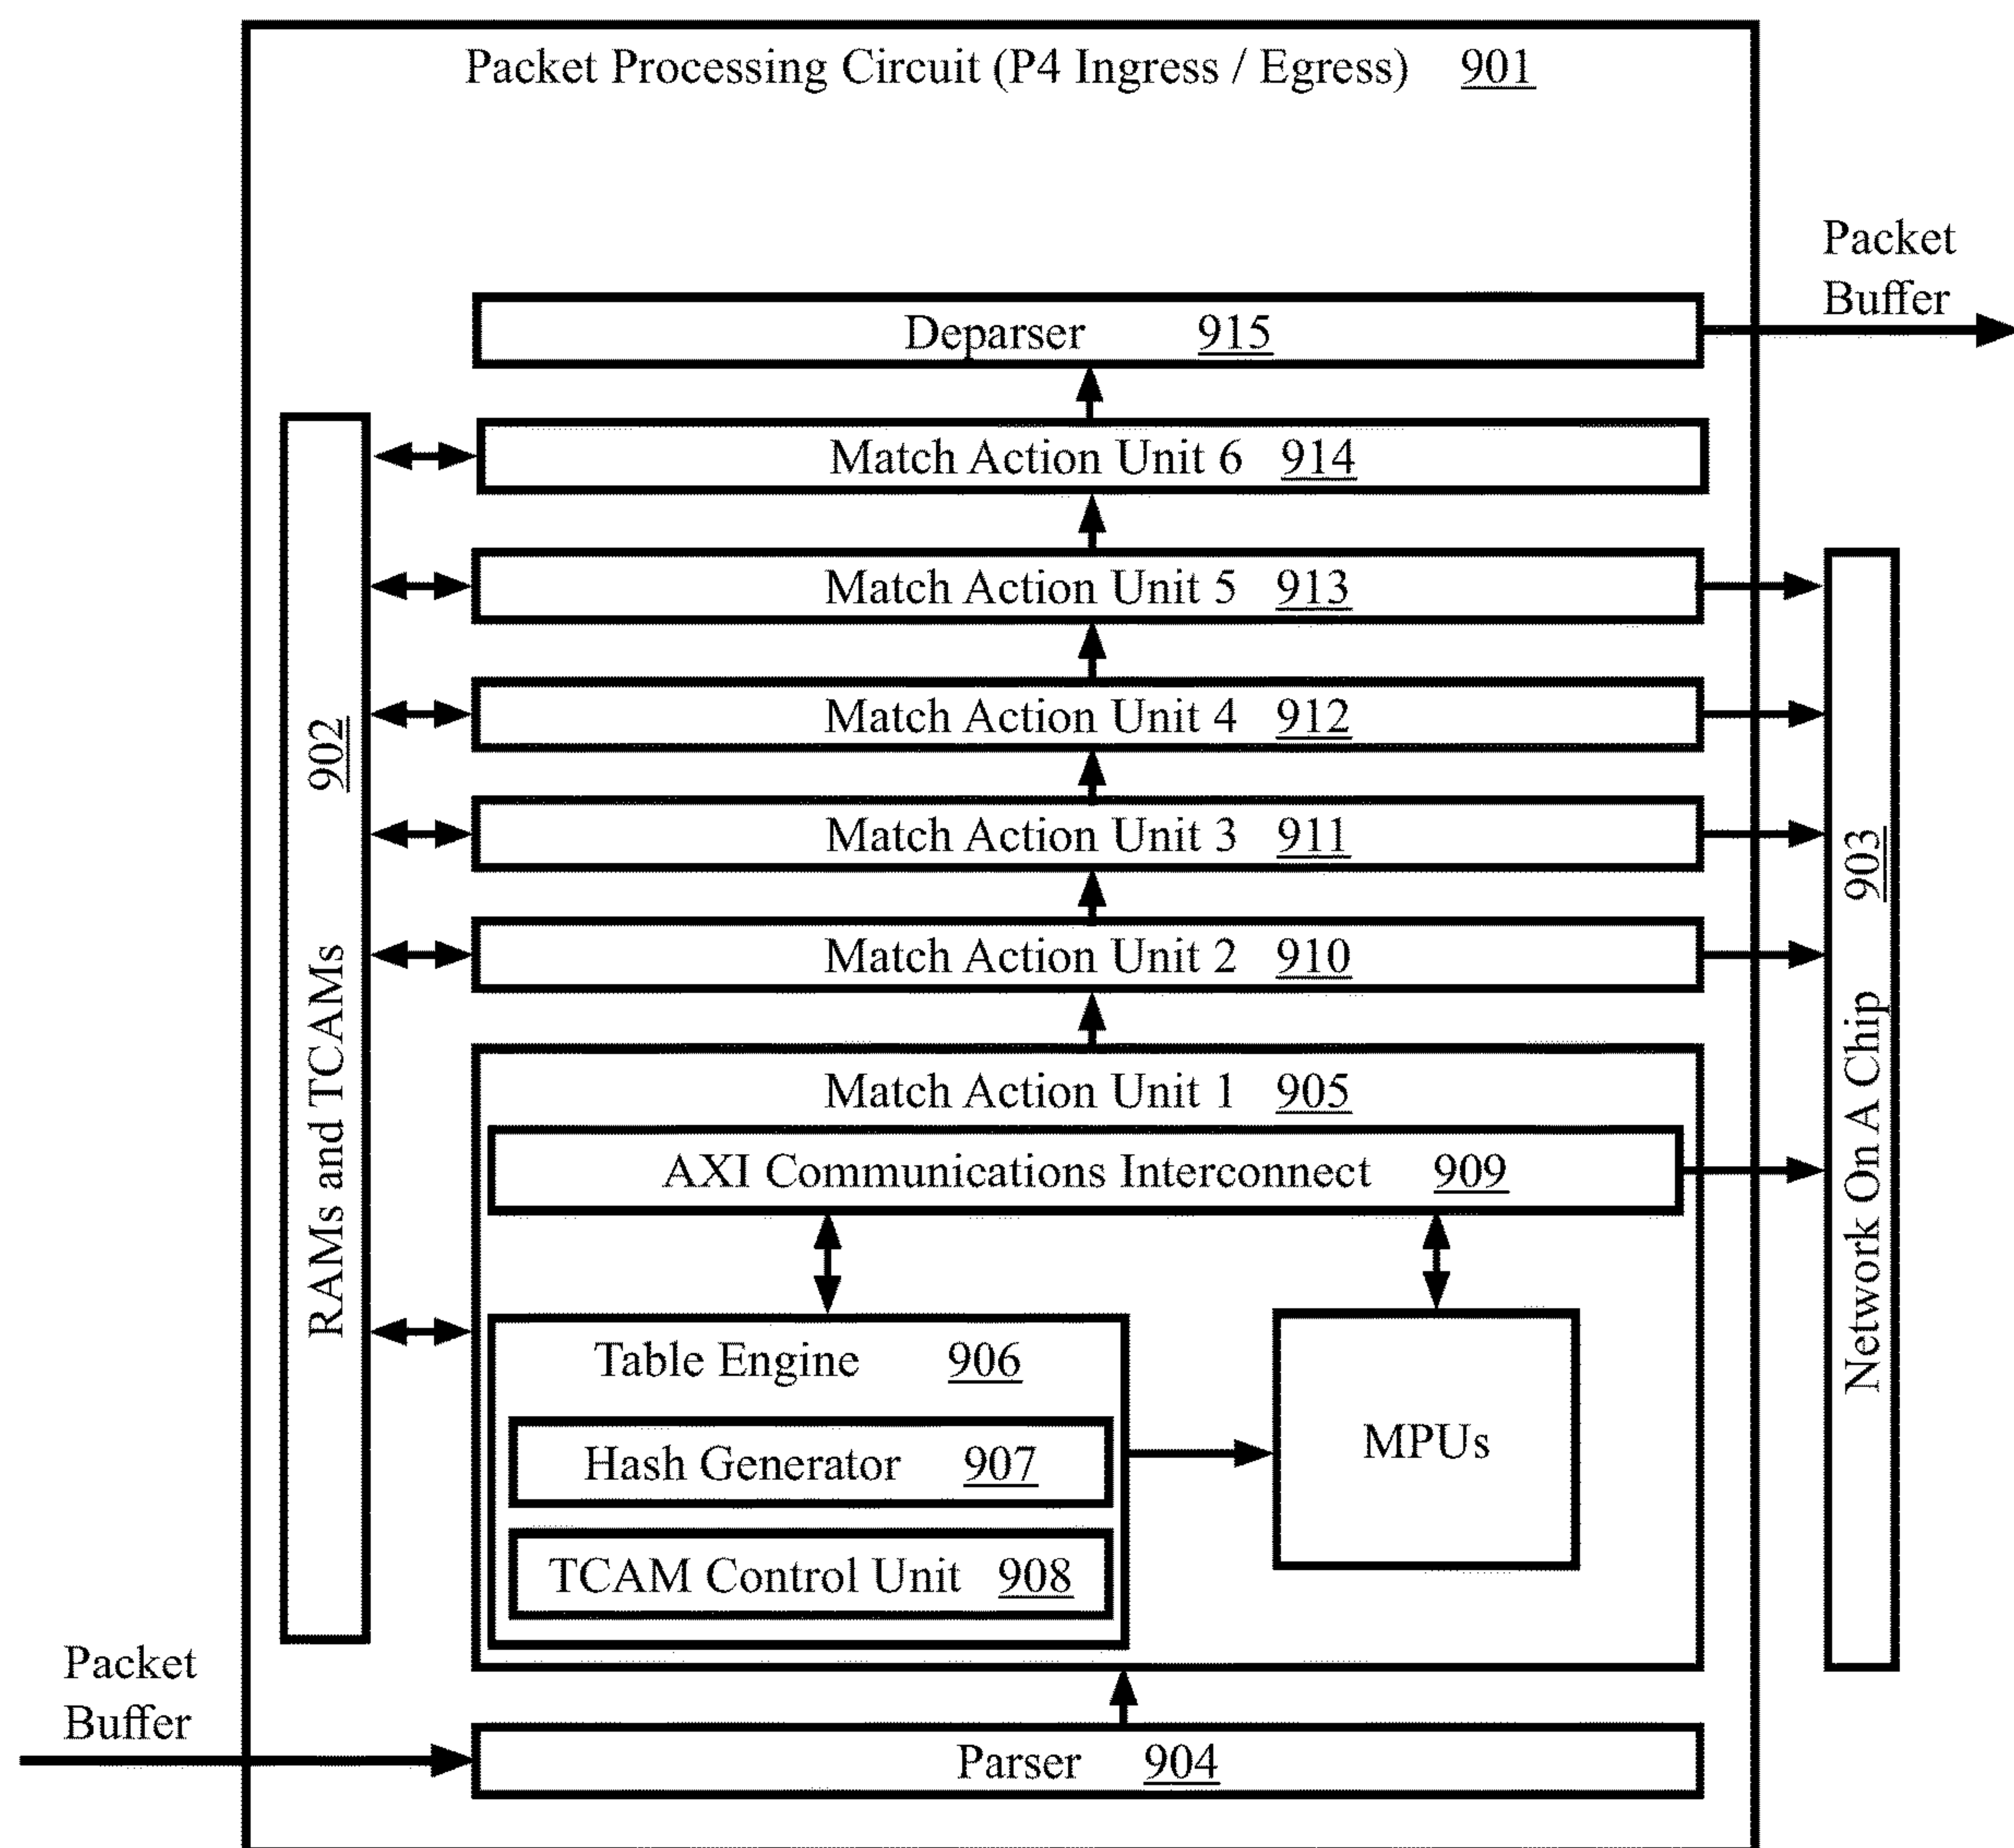 Packet Processing Circuit (P4 Ingress / Egress) 901
Packet
Buffer
Deparser 915
Match Action Unit 6 914
Match Action Unit 5 913
Match Action Unit 4 912
Match Action Unit 3 911
Match Action Unit 2 910
Match Action Unit 1 905
AXI Communications Interconnect 909
Table Engine 906
Hash Generator 907
TCAM Control Unit 908
MPUs
RAMs and TCAMs 902
Network On A Chip 903
Packet
Buffer
Parser 904